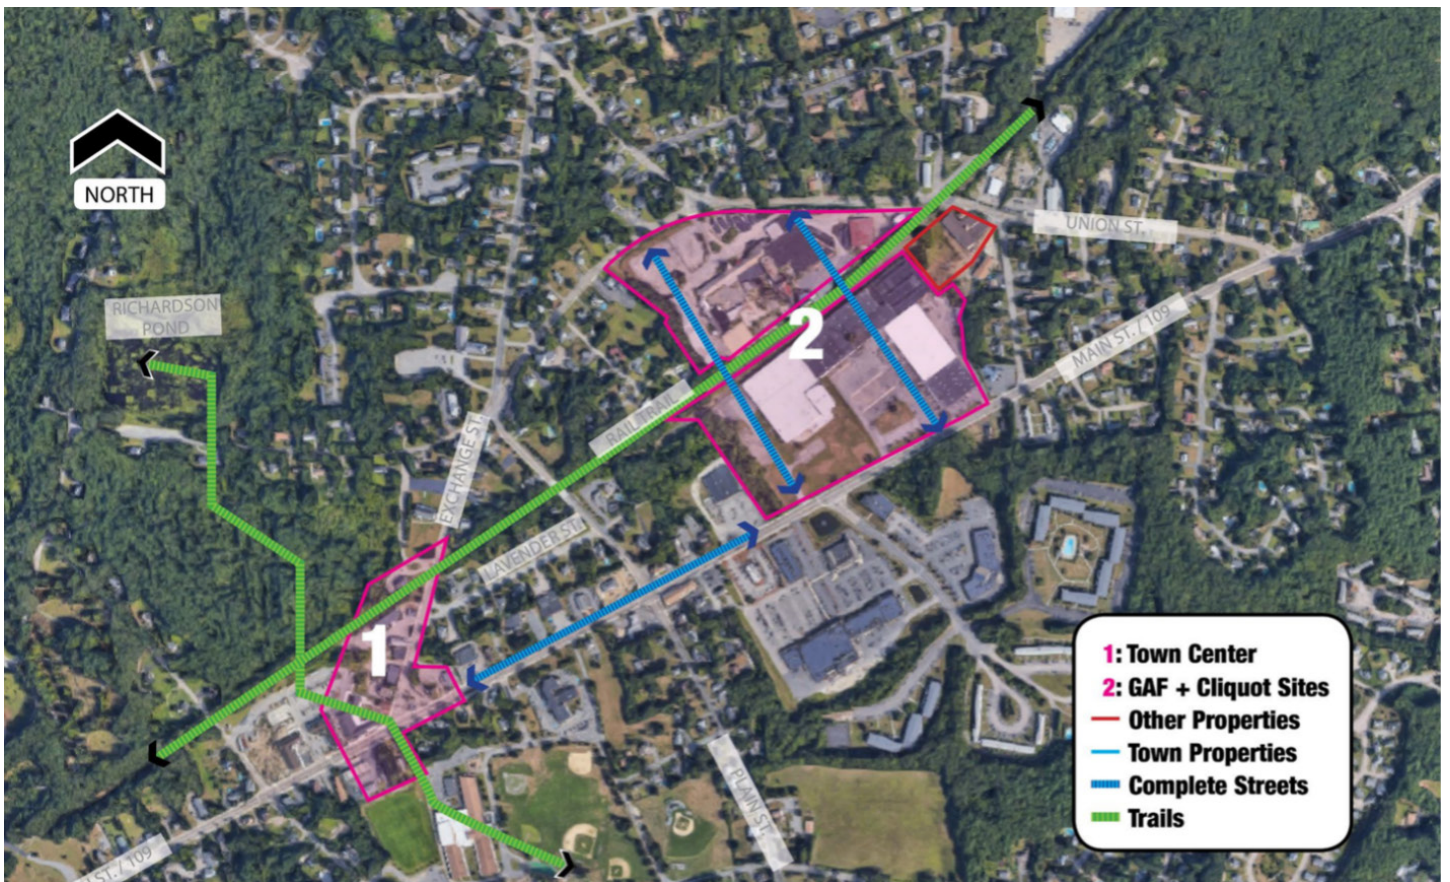 NORTH
UNION ST.
RICHARDSON
POND
MAIN ST. / 109
2
RAIL TRAIL
EXCHANGE ST.
LAVENDER ST.
1
PLAIN ST.
ST. / 109
1: Town Center
2: GAF + Cliquot Sites
Other Properties
Town Properties
Complete Streets
Trails